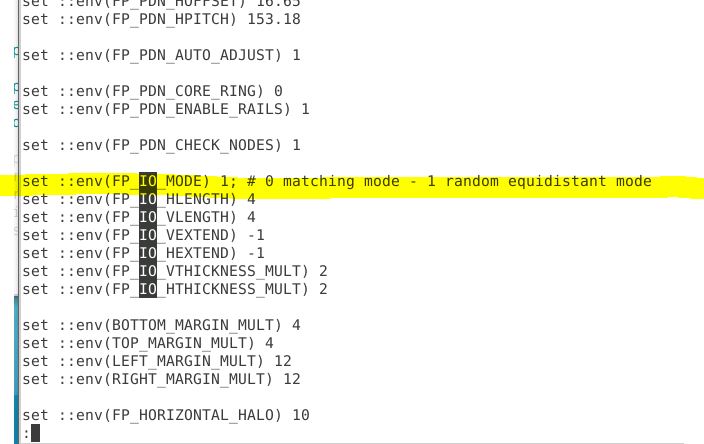 set ::env(FP_PDN_HOFFSET) 16.65
set ::env(FP_PDN_HPITCH) 153.18
set ::env(FP_PDN_AUTO_ADJUST) 1
set ::env(FP_PDN_CORE_RING) 0
set ::env(FP_PDN_ENABLE_RAILS) 1
set ::env(FP_PDN_CHECK_NODES) 1
set ::env(FP_IO_MODE) 1; # 0 matching mode - 1 random equidistant mode
set ::env(FP_IO_HLENGTH) 4
set ::env(FP_IO_VLENGTH) 4
set ::env(FP_IO_VEXTEND) -1
set ::env(FP_IO_HEXTEND) -1
set ::env(FP_IO_VTHICKNESS_MULT) 2
set ::env(FP_IO_HTHICKNESS_MULT) 2
set ::env(BOTTOM_MARGIN_MULT) 4
set ::env(TOP_MARGIN_MULT) 4
set ::env(LEFT_MARGIN_MULT) 12
set ::env(RIGHT_MARGIN_MULT) 12
set ::env(FP_HORIZONTAL_HALO) 10
: